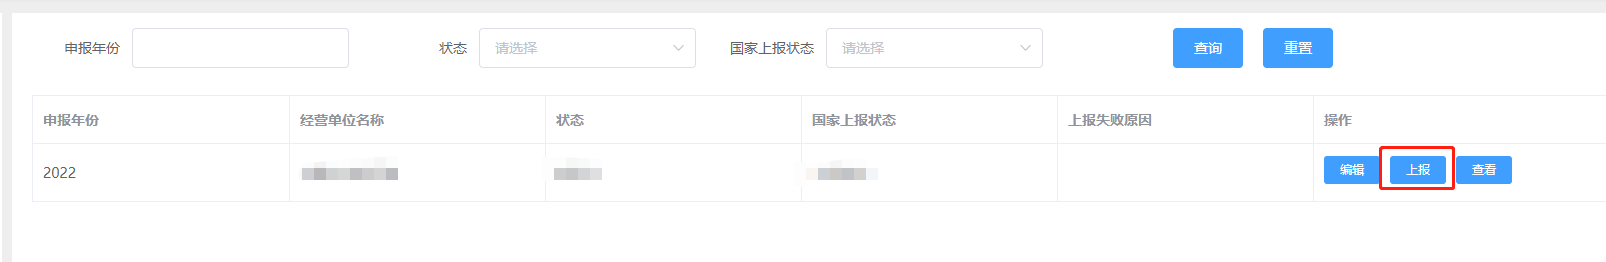 申报年份 状态 请选择 国家上报状态 请选择 查询 重置
申报年份 经营单位名称 状态 国家上报状态 上报失败原因 操作
2022 编辑 上报 查看